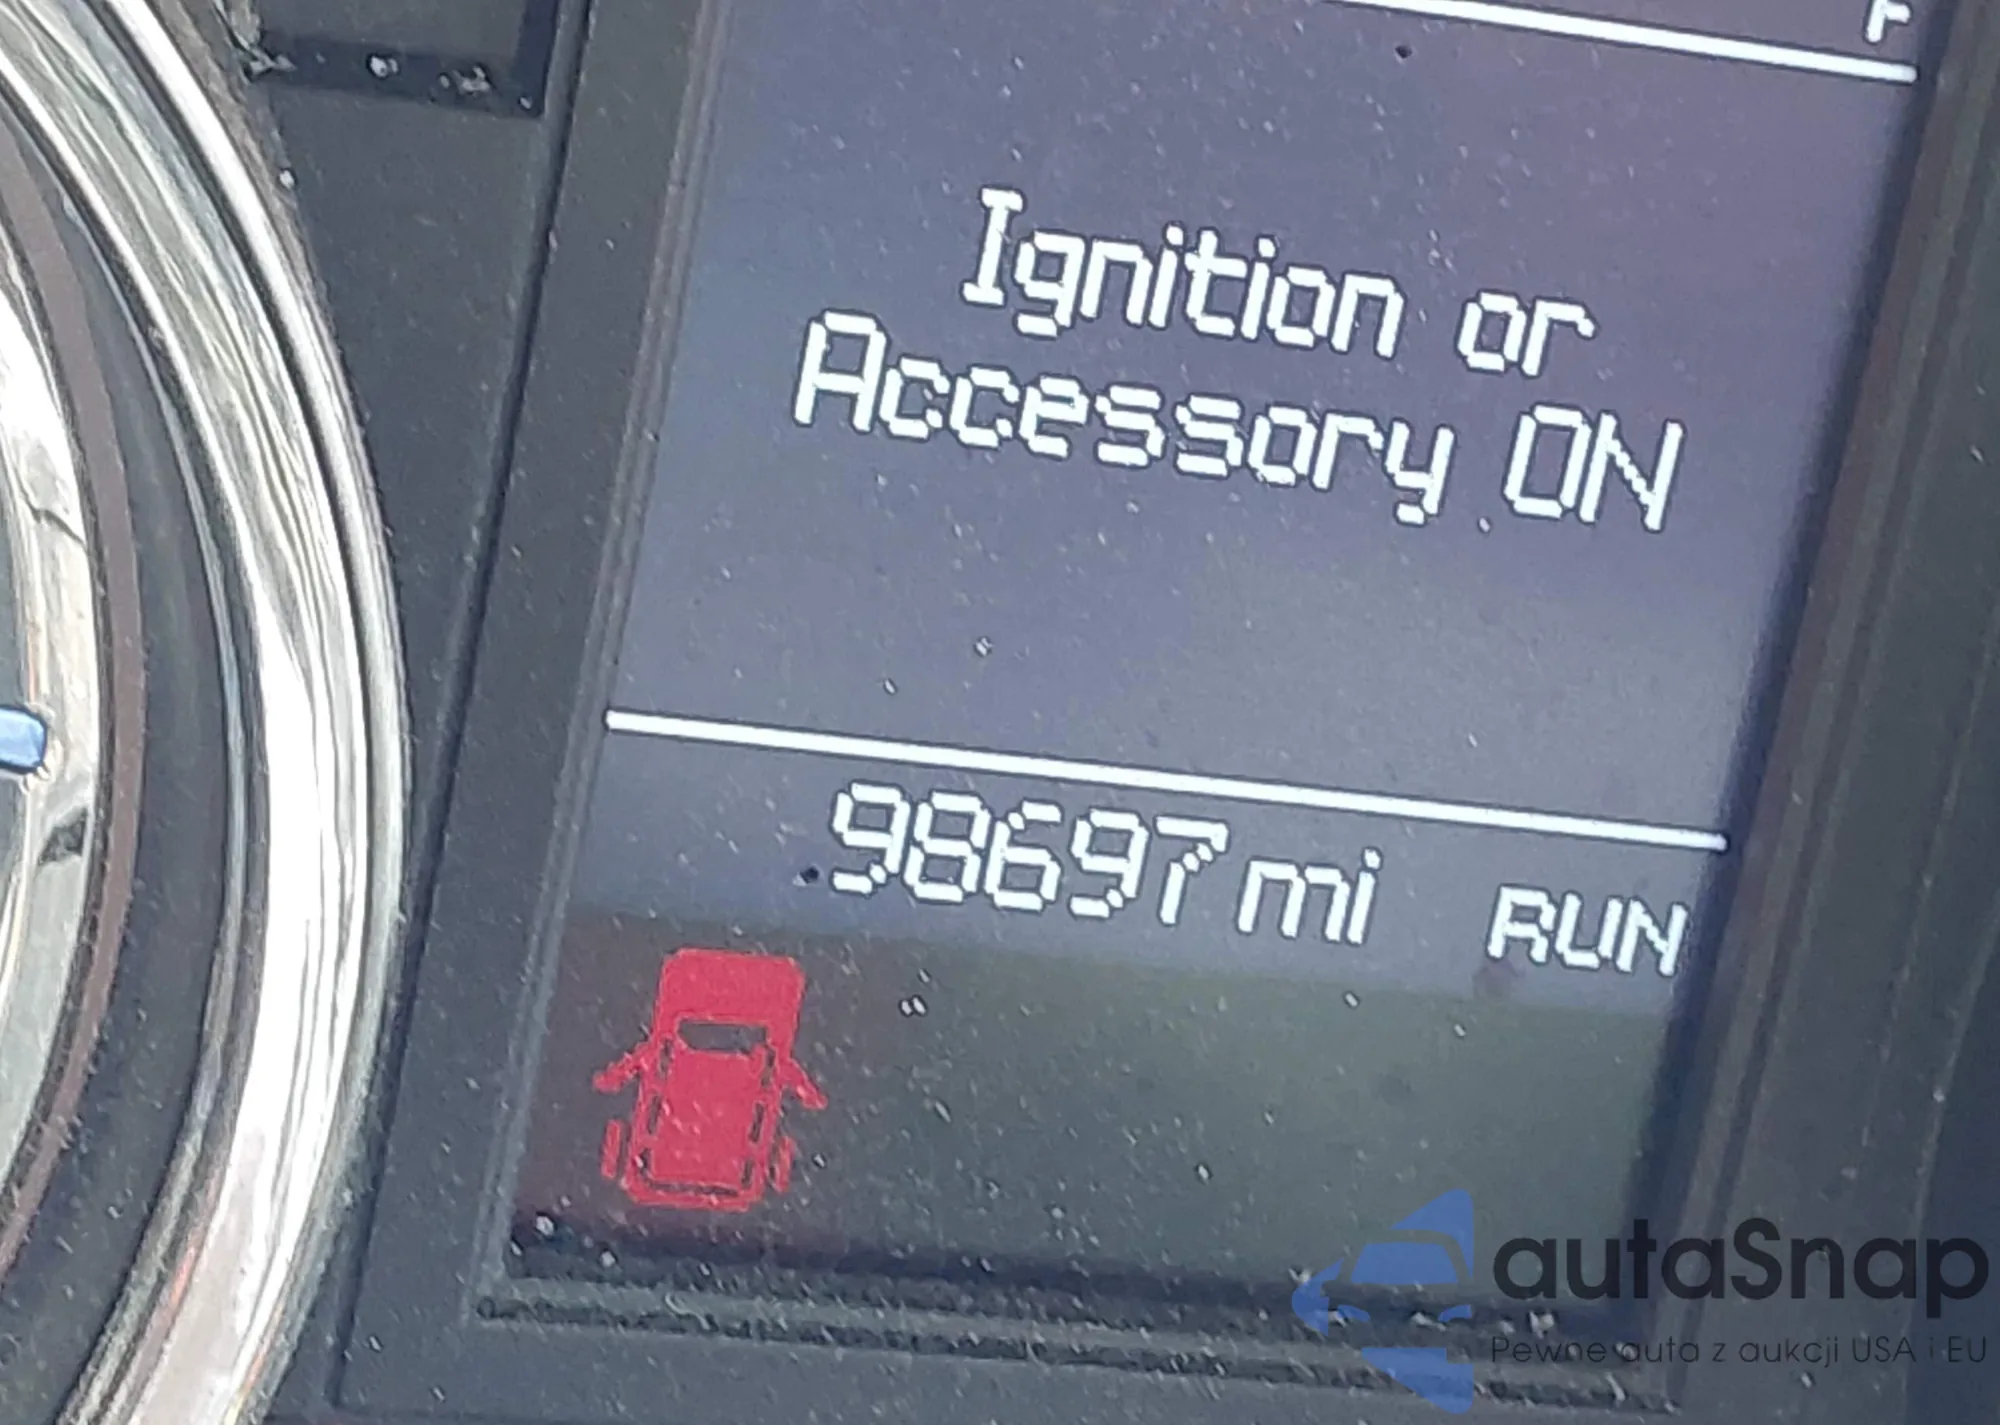 F
Ignition or
Accessory ON
98697 mi RUN
autaSnap
Pewne auta z aukcji USA i EU